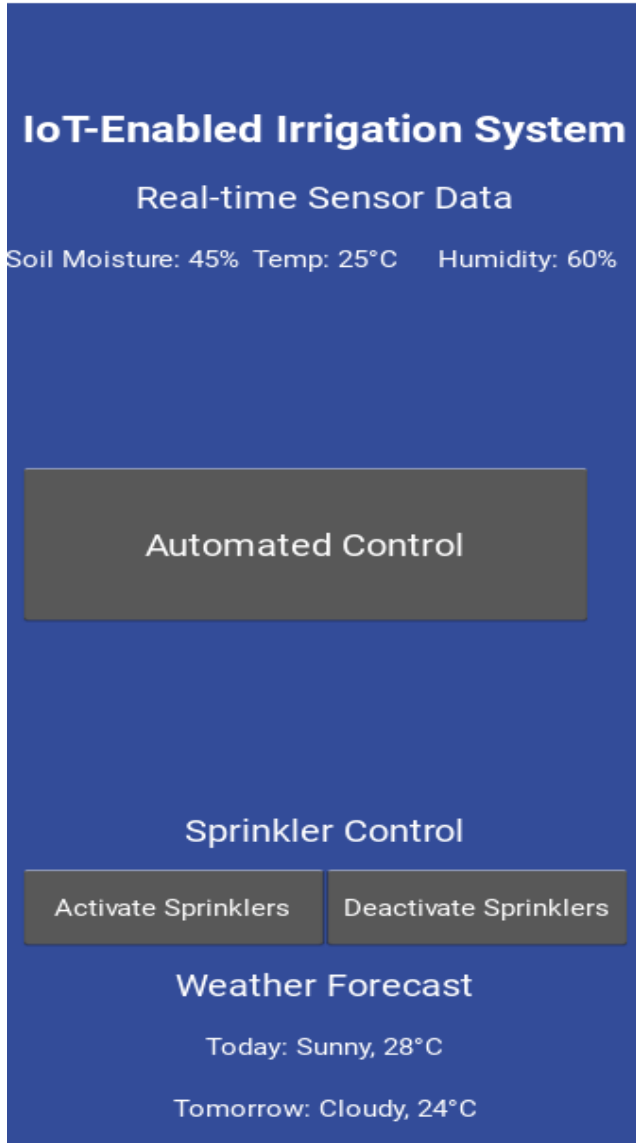 IoT-Enabled Irrigation System
Real-time Sensor Data
Soil Moisture: 45% Temp: 25°C Humidity: 60%
Automated Control
Sprinkler Control
Activate Sprinklers Deactivate Sprinklers
Weather Forecast
Today: Sunny, 28°C
Tomorrow: Cloudy, 24°C